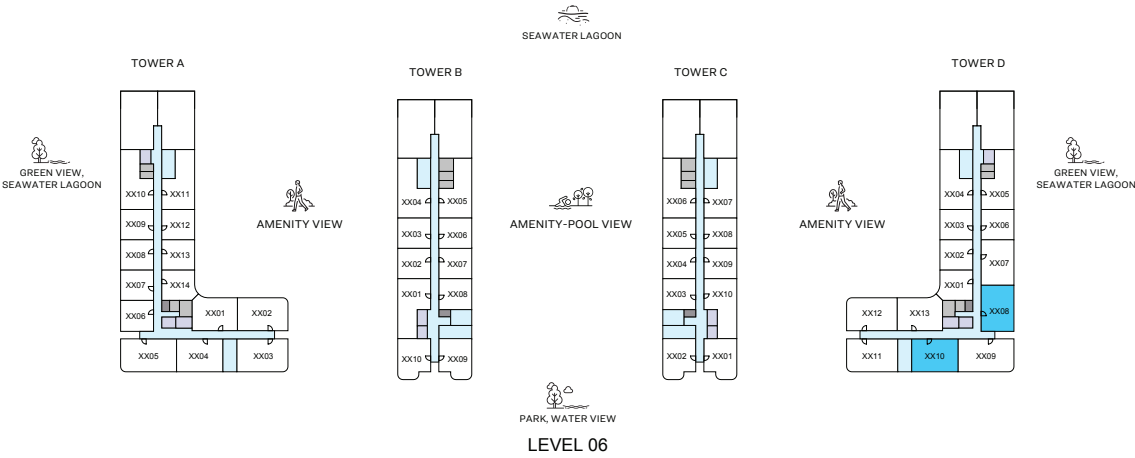 SEAWATER LAGOON
TOWER A
TOWER B
TOWER C
TOWER D
GREEN VIEW,
SEAWATER LAGOON
AMENITY VIEW
AMENITY-POOL VIEW
AMENITY VIEW
GREEN VIEW,
SEAWATER LAGOON
XX10 XX11
XX09 XX12
XX08 XX13
XX07 XX14
XX06 XX01 XX02
XX05 XX04 XX03
XX04 XX05
XX03 XX06
XX02 XX07
XX01 XX08
XX10 XX09
XX06 XX07
XX05 XX08
XX04 XX09
XX03 XX10
XX02 XX01
XX04 XX05
XX03 XX06
XX02 XX07
XX01
XX08
XX12 XX13
XX11 XX10 XX09
PARK, WATER VIEW
LEVEL 06